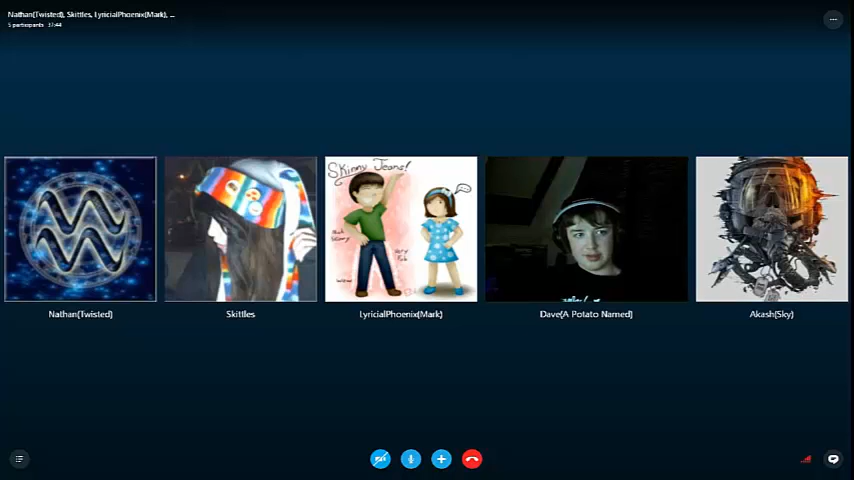 Nathan(Twisted), Skittles, LyricialPhoenix(Mark), ...
5 participants 37:44
Skinny Jeans!
Nathan(Twisted)
Skittles
LyricialPhoenix(Mark)
Dave(A Potato Named)
Akash(Sky)